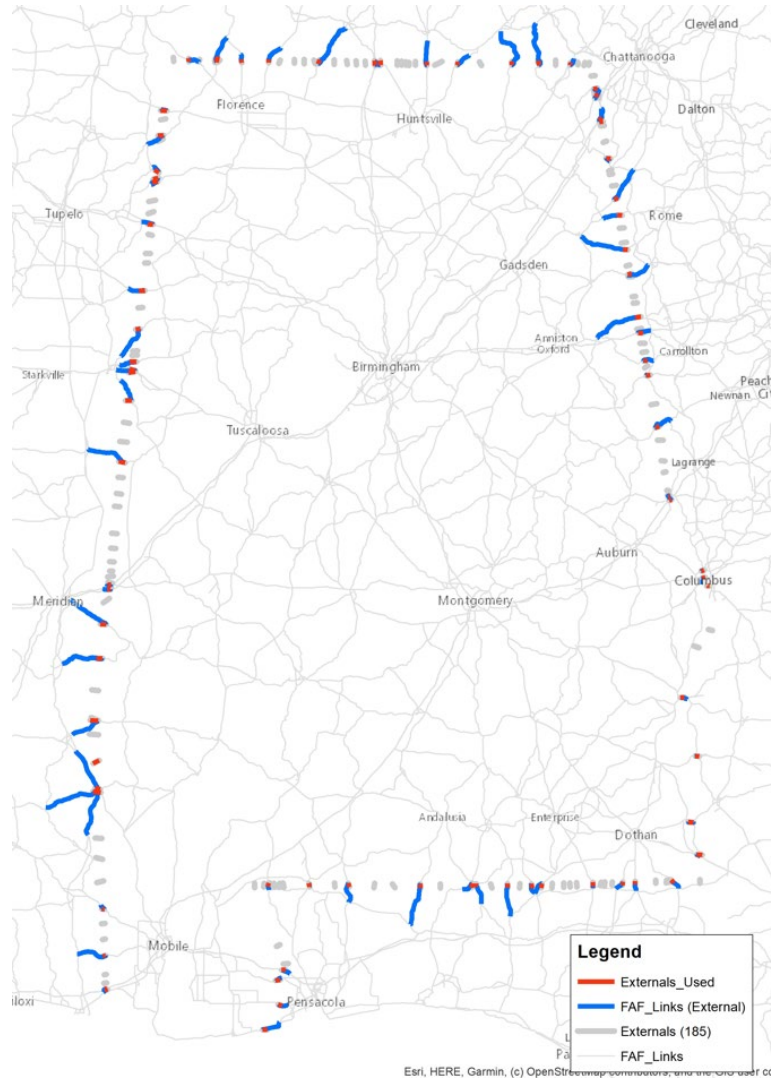 Cleveland
Chattanooga
Florence
Huntsville
Dalton
Tupelo
Rome
Gadsden
Anniston
Oxford
Carrollton
Birmingham
Starkville
Peach
Newnan
Tuscaloosa
Lagrange
Auburn
Columbus
Meridian
Montgomery
Andalusia
Enterprise
Dothan
Mobile
iloxi
Pensacola
Legend
Externals_Used
FAF_Links (External)
Externals (185)
FAF_Links
Esri, HERE, Garmin, (c) OpenStreetMap contributors, and the GIS user co